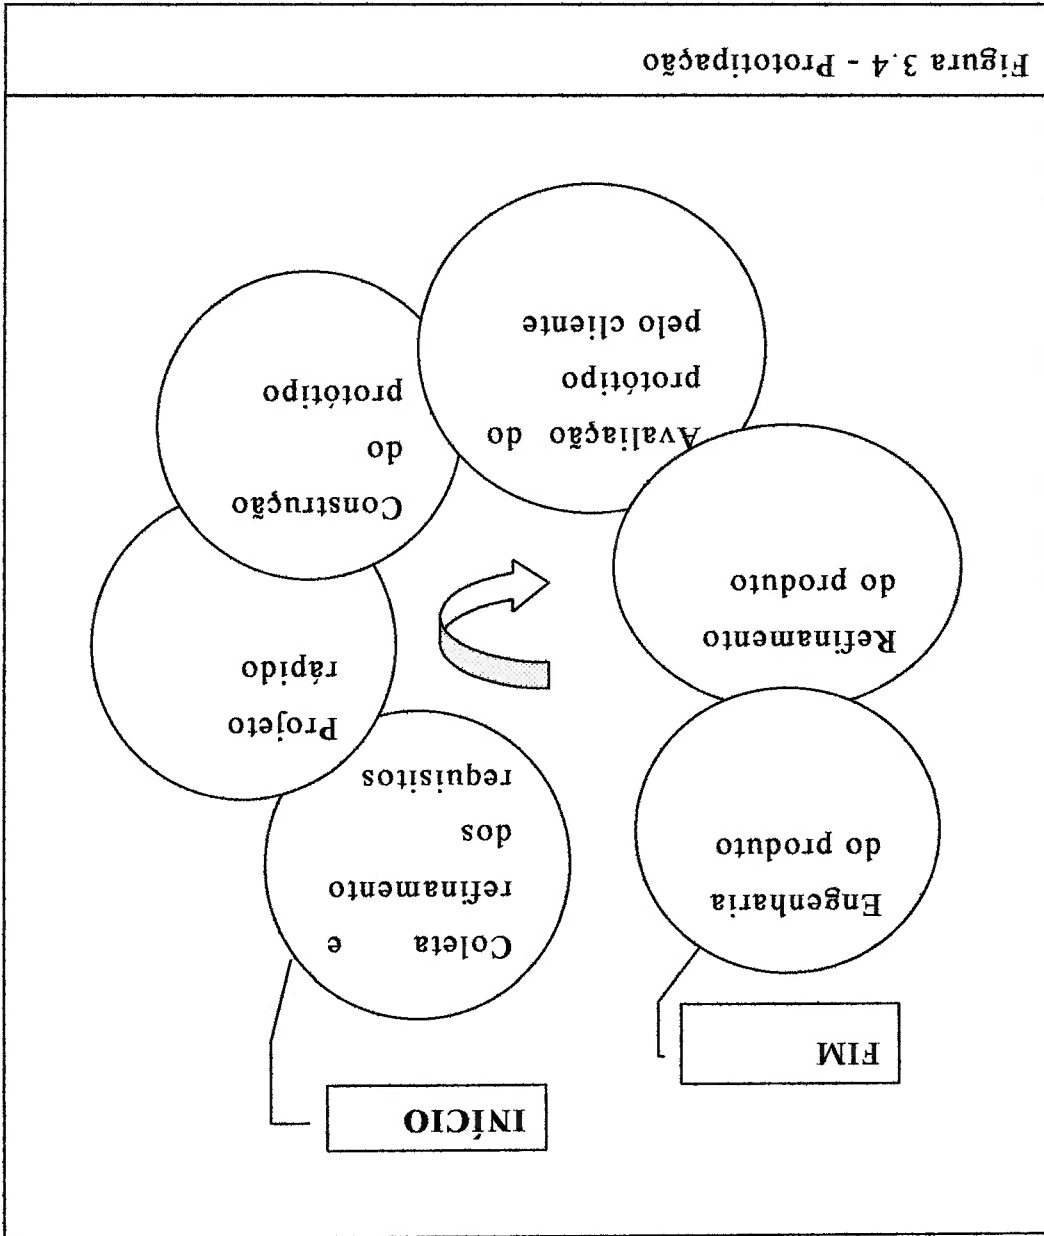 INÍCIO
FIM
Coleta e
refinamento
dos
requisitos
Projeto
rápido
Construção
do
protótipo
Avaliação do
protótipo
pelo cliente
Refinamento
do produto
Engenharia
do produto
Figura 3.4 - Prototipação